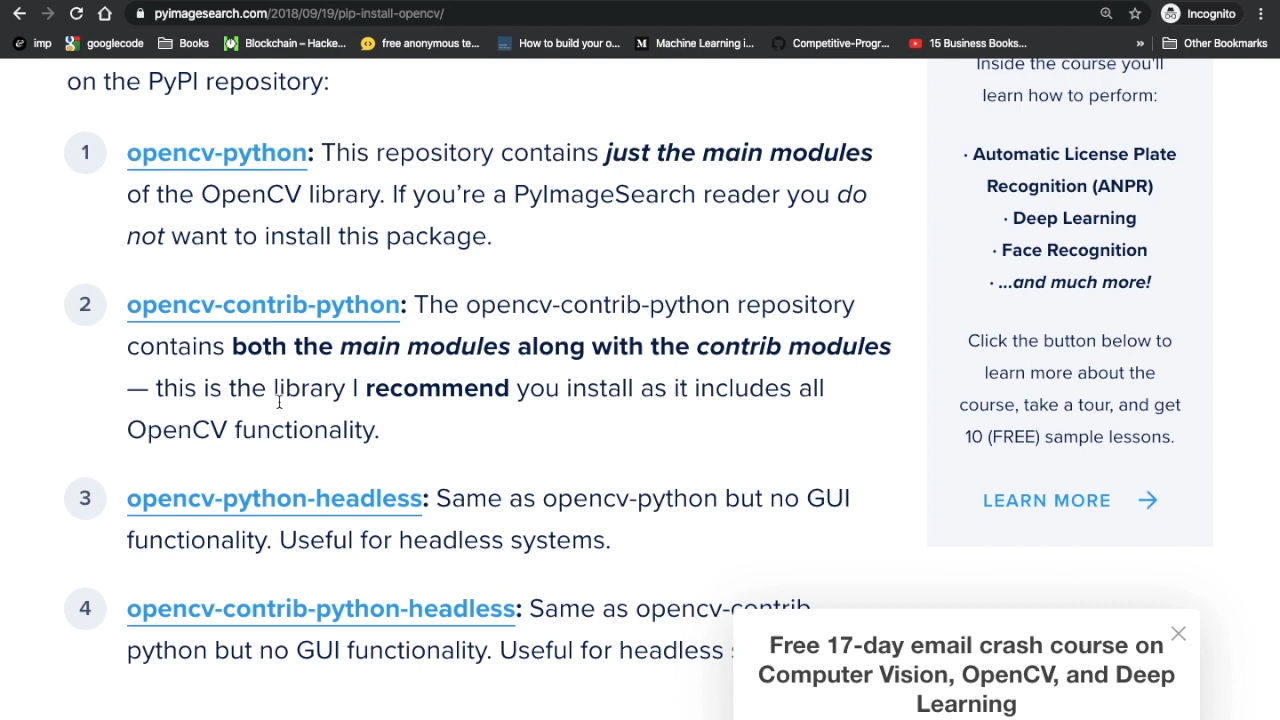 pyimagesearch.com/2018/09/19/pip-install-opencv/
Incognito
imp
googlecode
Books
Blockchain – Hacke...
free anonymous te...
How to build your o...
Machine Learning i...
Competitive-Progr...
15 Business Books...
»
Other Bookmarks
on the PyPI repository:
1
opencv-python: This repository contains just the main modules
of the OpenCV library. If you’re a PyImageSearch reader you do
not want to install this package.
2
opencv-contrib-python: The opencv-contrib-python repository
contains both the main modules along with the contrib modules
— this is the library I recommend you install as it includes all
OpenCV functionality.
3
opencv-python-headless: Same as opencv-python but no GUI
functionality. Useful for headless systems.
4
opencv-contrib-python-headless: Same as opencv-contrib-
python but no GUI functionality. Useful for headless
Inside the course you'll
learn how to perform:
· Automatic License Plate
Recognition (ANPR)
· Deep Learning
· Face Recognition
· ...and much more!
Click the button below to
learn more about the
course, take a tour, and get
10 (FREE) sample lessons.
LEARN MORE →
Free 17-day email crash course on
Computer Vision, OpenCV, and Deep
Learning